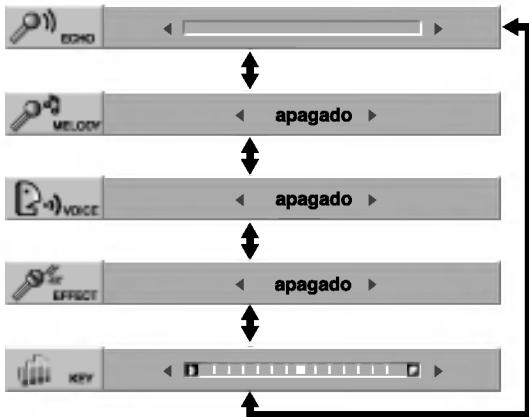 ECHO
MELODY
apagado
VOICE
apagado
EFFECT
apagado
KEY